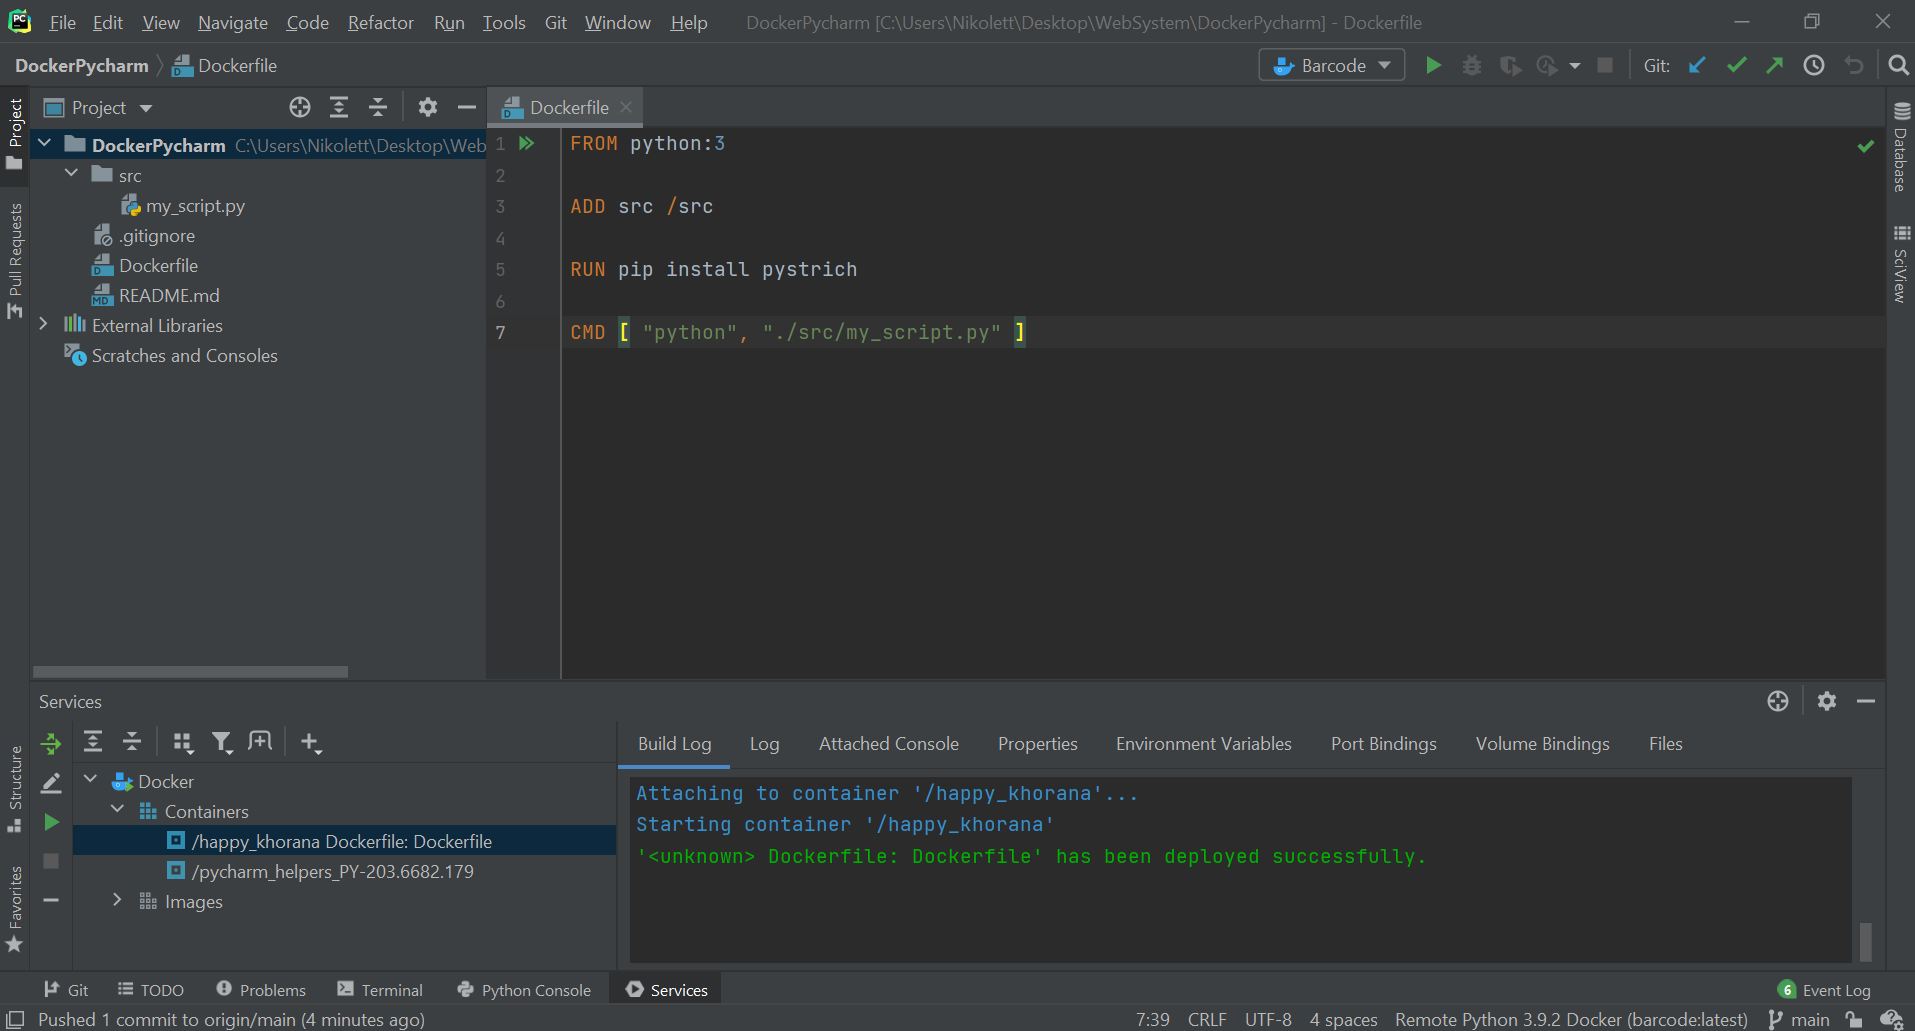 PC File Edit View Navigate Code Refactor Run Tools Git Window Help DockerPycharm [C:\Users\Nikolett\Desktop\WebSystem\DockerPycharm] - Dockerfile
DockerPycharm Dockerfile Barcode Git:
Project
Project
Dockerfile
DockerPycharm C:\Users\Nikolett\Desktop\Web
src
my_script.py
.gitignore
Dockerfile
README.md
External Libraries
Scratches and Consoles
Pull Requests
1 FROM python:3
2
3 ADD src /src
4
5 RUN pip install pystrich
6
7 CMD [ "python", "./src/my_script.py" ]
Database
SciView
Services
Structure
Favorites
Docker
Containers
/happy_khorana Dockerfile: Dockerfile
/pycharm_helpers_PY-203.6682.179
Images
Build Log Log Attached Console Properties Environment Variables Port Bindings Volume Bindings Files
Attaching to container '/happy_khorana'...
Starting container '/happy_khorana'
'<unknown> Dockerfile: Dockerfile' has been deployed successfully.
Git TODO Problems Terminal Python Console Services 6 Event Log
Pushed 1 commit to origin/main (4 minutes ago) 7:39 CRLF UTF-8 4 spaces Remote Python 3.9.2 Docker (barcode:latest) main